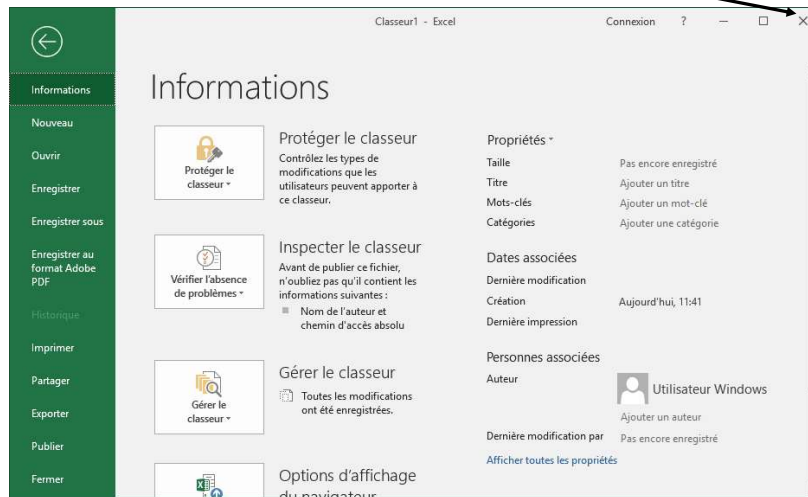 Classeur1 - Excel
Connexion ?
Informations
Nouveau
Ouvrir
Enregistrer
Enregistrer sous
Enregistrer au
format Adobe
PDF
Historique
Imprimer
Partager
Exporter
Publier
Fermer
Informations
Protéger le
classeur
Protéger le classeur
Contrôlez les types de
modifications que les
utilisateurs peuvent apporter à
ce classeur.
Vérifier l'absence
de problèmes
Inspecter le classeur
Avant de publier ce fichier,
n'oubliez pas qu'il contient les
informations suivantes :
Nom de l'auteur et
chemin d'accès absolu
Gérer le
classeur
Gérer le classeur
Toutes les modifications
ont été enregistrées.
Options d'affichage
du navigateur
Propriétés
Taille Pas encore enregistré
Titre Ajouter un titre
Mots-clés Ajouter un mot-clé
Catégories Ajouter une catégorie
Dates associées
Dernière modification
Création Aujourd'hui, 11:41
Dernière impression
Personnes associées
Auteur Utilisateur Windows
Ajouter un auteur
Dernière modification par Pas encore enregistré
Afficher toutes les propriétés